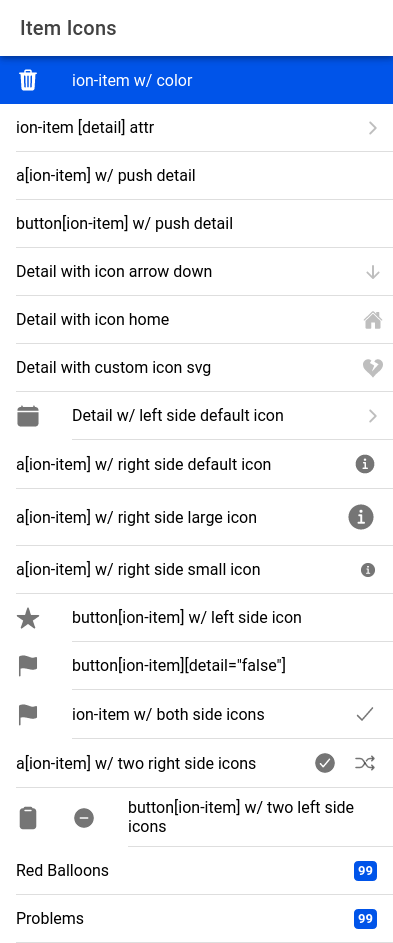 Item Icons
ion-item w/ color
ion-item [detail] attr
a[ion-item] w/ push detail
button[ion-item] w/ push detail
Detail with icon arrow down
Detail with icon home
Detail with custom icon svg
Detail w/ left side default icon
a[ion-item] w/ right side default icon
a[ion-item] w/ right side large icon
a[ion-item] w/ right side small icon
button[ion-item] w/ left side icon
button[ion-item][detail="false"]
ion-item w/ both side icons
a[ion-item] w/ two right side icons
button[ion-item] w/ two left side
icons
Red Balloons 99
Problems 99